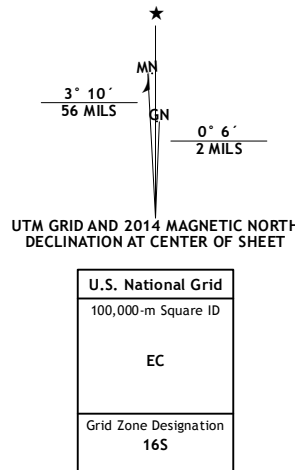 MN
GN
3° 10´
56 MILS
0° 6´
2 MILS
UTM GRID AND 2014 MAGNETIC NORTH
DECLINATION AT CENTER OF SHEET
U.S. National Grid
100,000-m Square ID
EC
Grid Zone Designation
16S